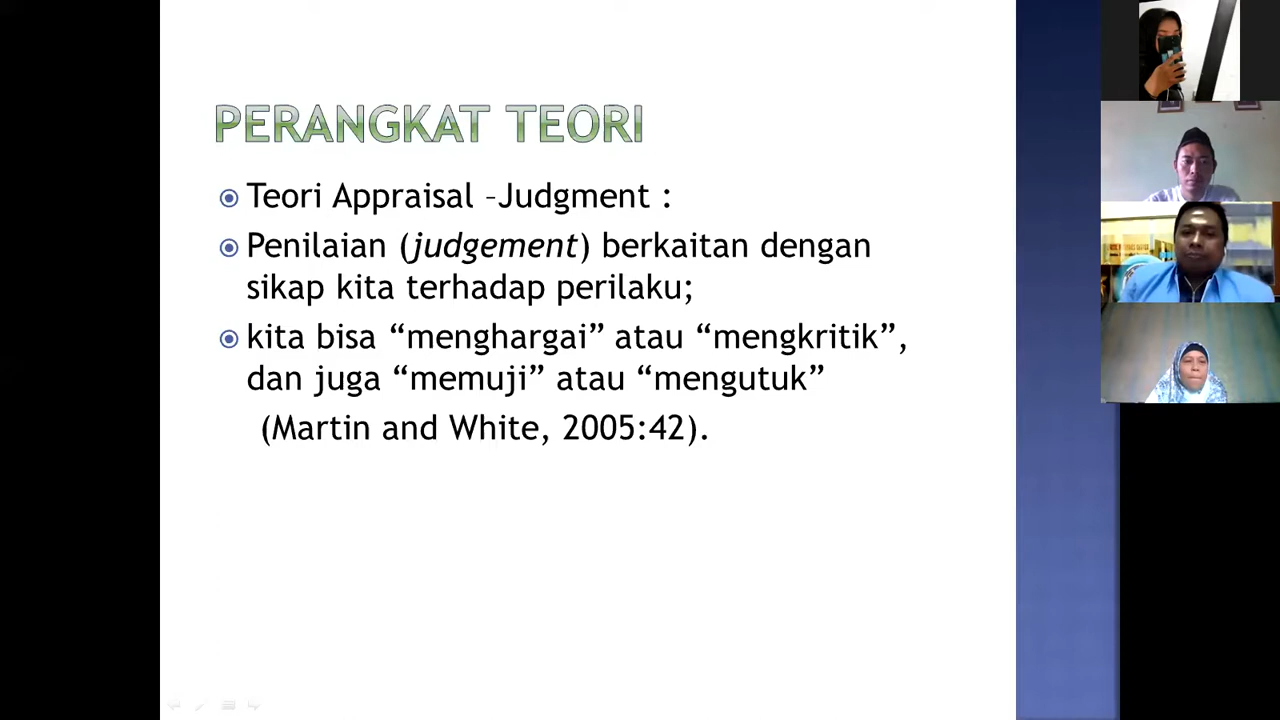 PERANGKAT TEORI
Teori Appraisal –Judgment :
Penilaian (judgement) berkaitan dengan
sikap kita terhadap perilaku;
kita bisa “menghargai” atau “mengkritik”,
dan juga “memuji” atau “mengutuk”
(Martin and White, 2005:42).